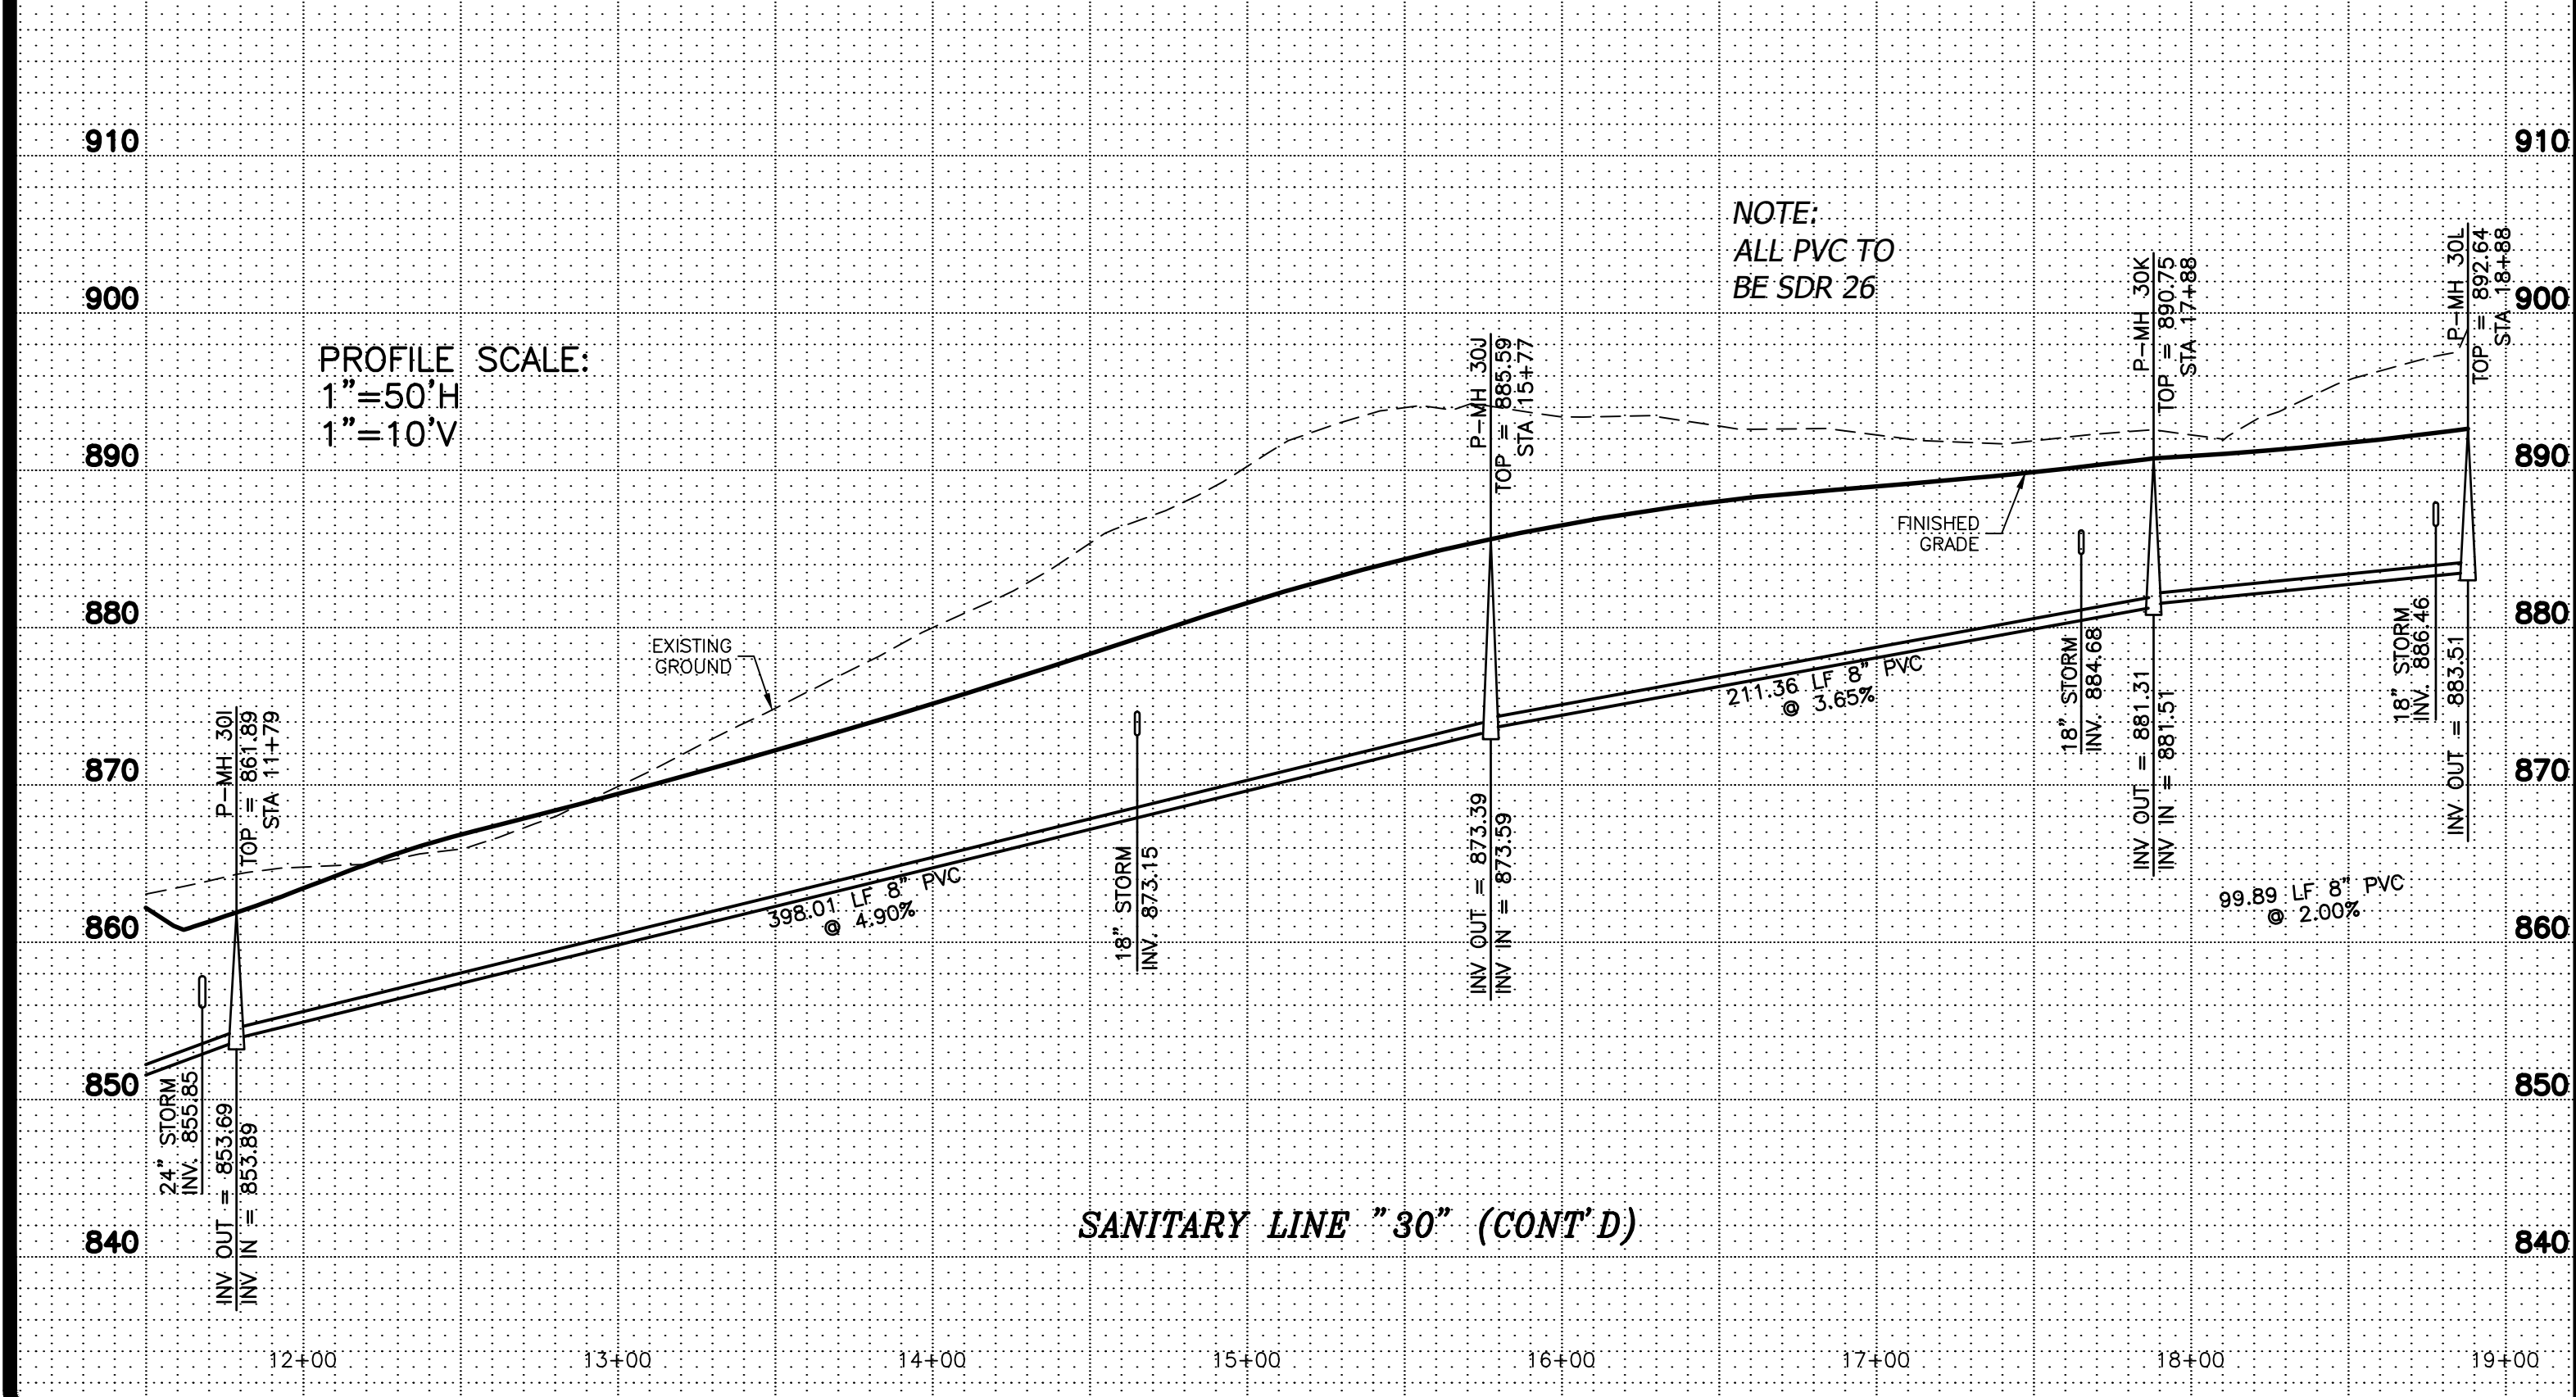 910
910
NOTE:
ALL PVC TO
BE SDR 26
900
900
PROFILE SCALE:
1"=50'H
1"=10'V
890
890
P-MH 30J
TOP = 885.59
STA 15+77
P-MH 30K
TOP = 890.75
STA 17+88
P-MH 30L
TOP = 892.64
STA 18+88
FINISHED
GRADE
880
880
EXISTING
GROUND
P-MH 30I
TOP = 861.89
STA 11+79
870
870
211.36 LF 8" PVC
@ 3.65%
18" STORM
INV. 884.68
INV OUT = 881.31
INV IN = 881.51
18" STORM
INV. 886.46
INV OUT = 883.51
398.01 LF 8" PVC
@ 4.90%
18" STORM
INV. 873.15
INV OUT = 873.39
INV IN = 873.59
99.89 LF 8" PVC
@ 2.00%
860
860
850
850
24" STORM
INV. 855.85
INV OUT = 853.69
INV IN = 853.89
SANITARY LINE "30" (CONT'D)
840
840
12+00
13+00
14+00
15+00
16+00
17+00
18+00
19+00